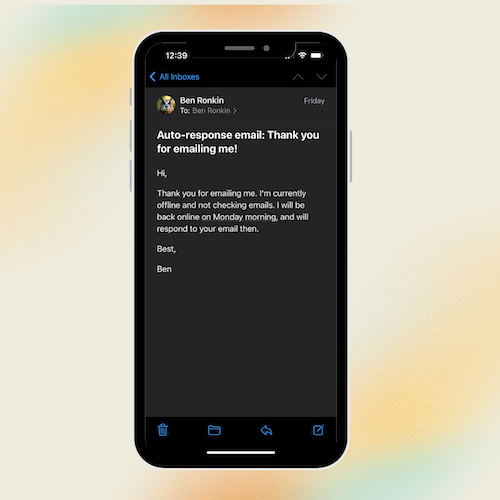 12:39
All Inboxes
Ben Ronkin
Friday
To: Ben Ronkin
Auto-response email: Thank you
for emailing me!
Hi,
Thank you for emailing me. I'm currently
offline and not checking emails. I will be
back online on Monday morning, and will
respond to your email then.
Best,
Ben